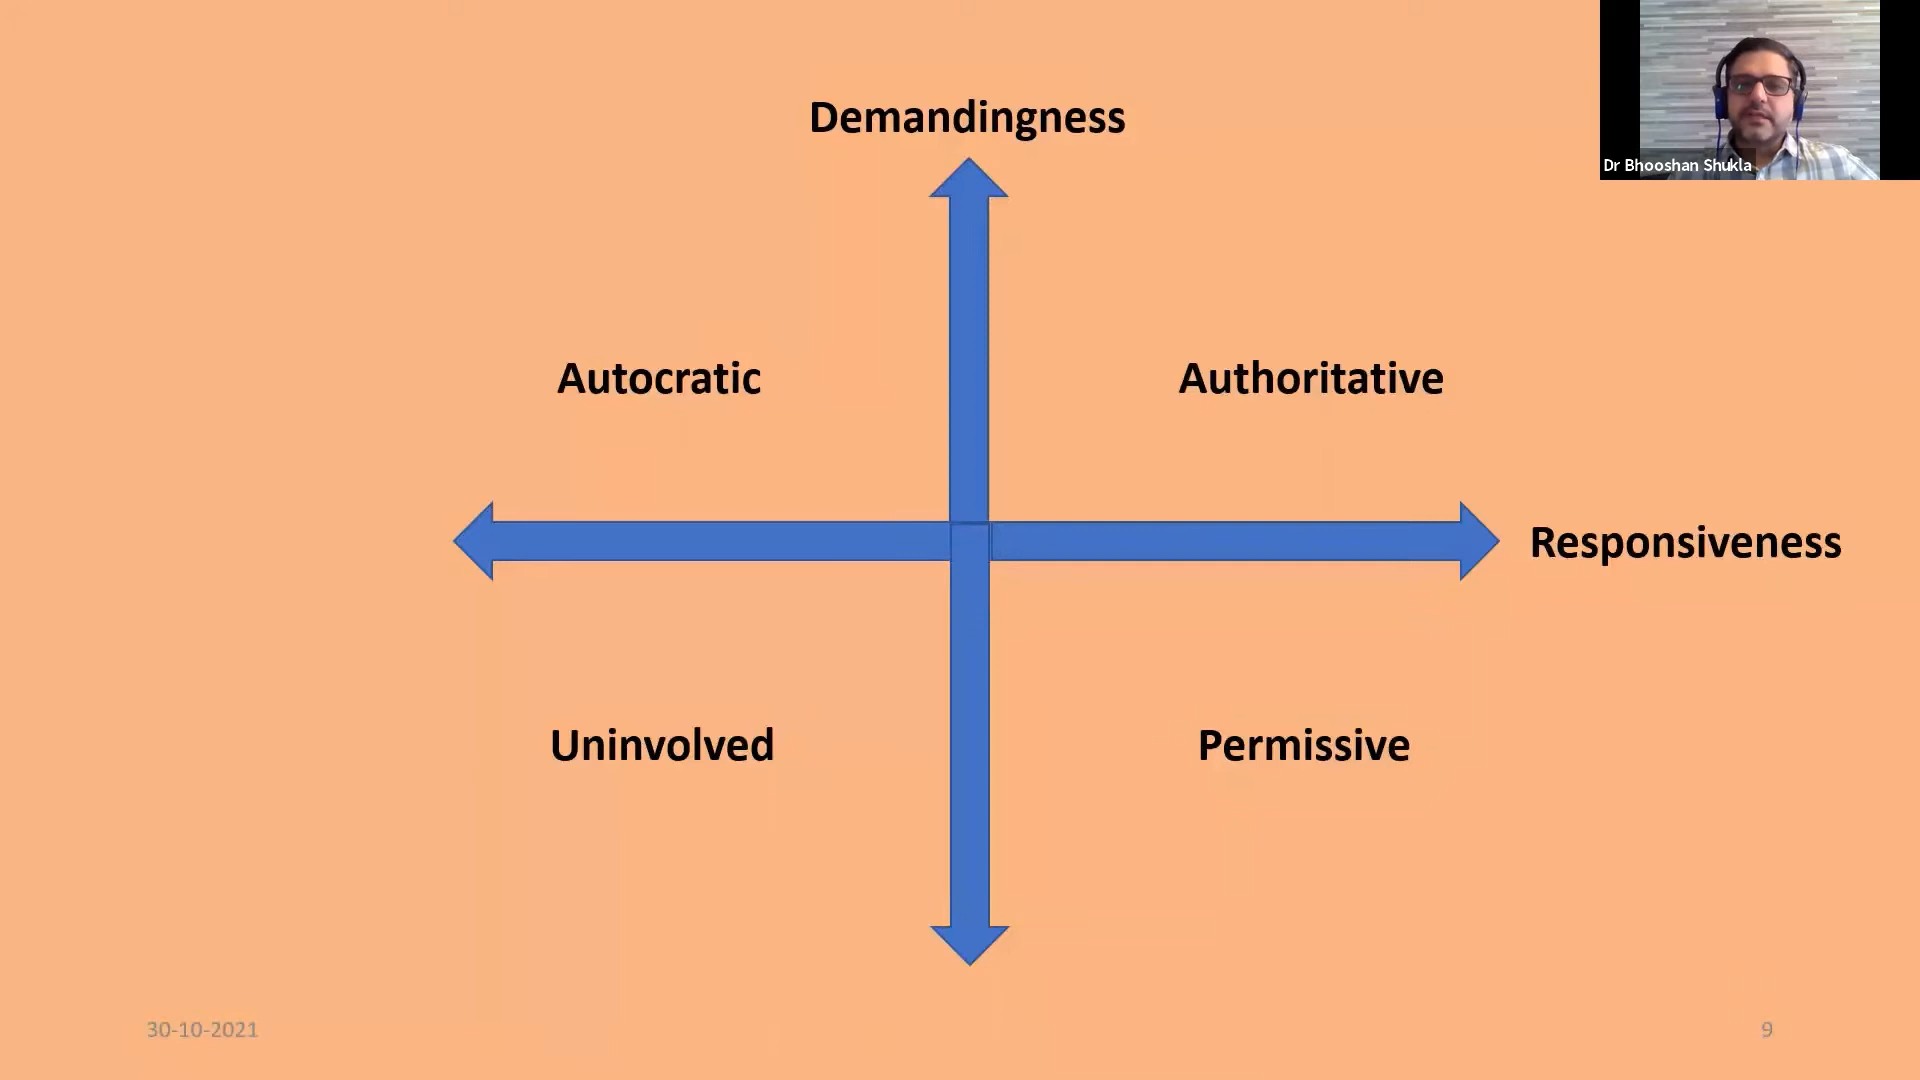 Demandingness
Dr Bhooshan Shukla
Autocratic
Authoritative
Responsiveness
Uninvolved
Permissive
30-10-2021
9